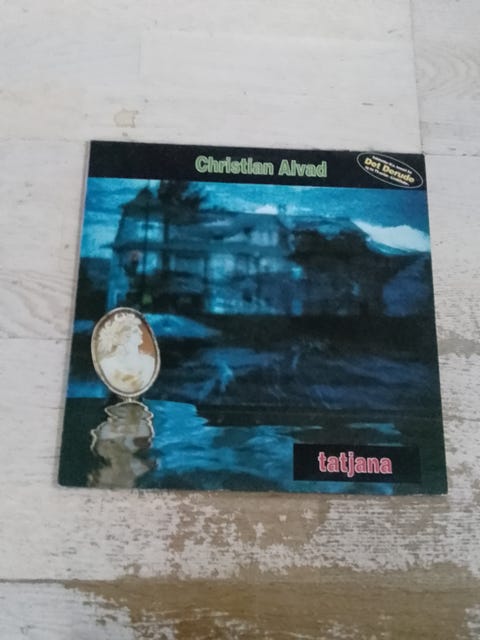 Christian Alvad
Det Derude
tatjana